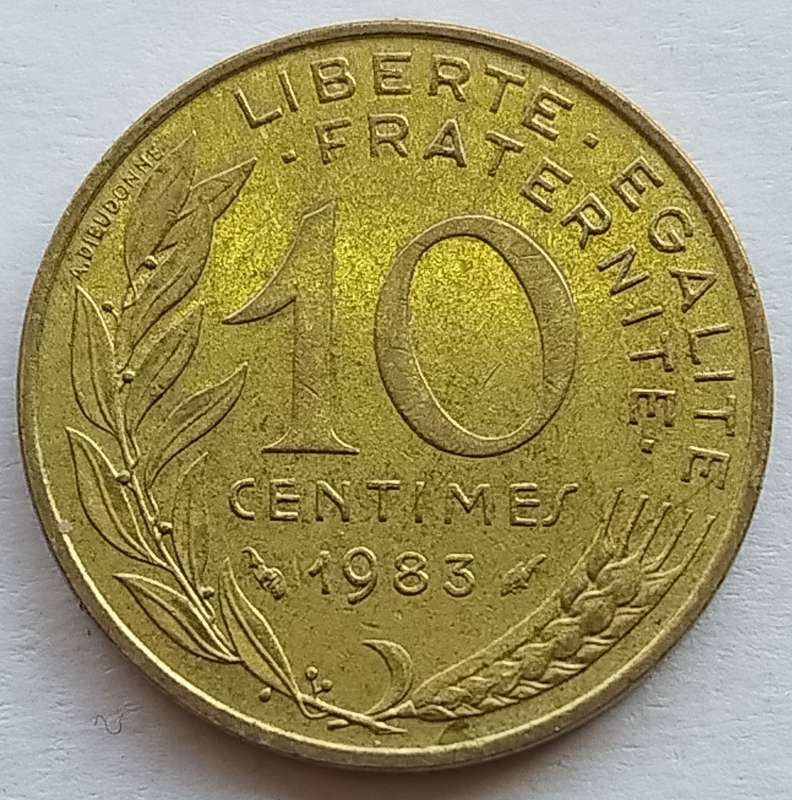 LIBERTE · EGALITE
· FRATERNITE ·
A.DIEUDONNE.
10
CENTIMES
1983